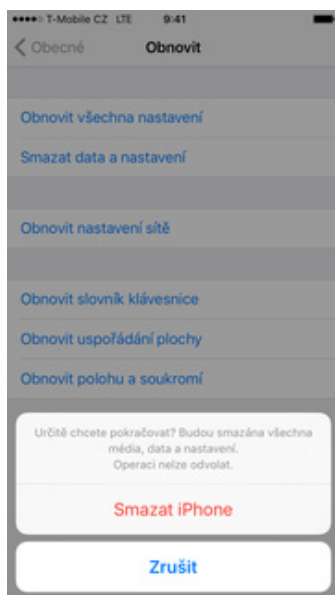 T-Mobile CZ LTE 9:41
Obecné Obnovit
Obnovit všechna nastavení
Smazat data a nastavení
Obnovit nastavení sítě
Obnovit slovník klávesnice
Obnovit uspořádání plochy
Obnovit polohu a soukromí
Určitě chcete pokračovat? Budou smazána všechna
média, data a nastavení.
Operaci nelze odvolat.
Smazat iPhone
Zrušit